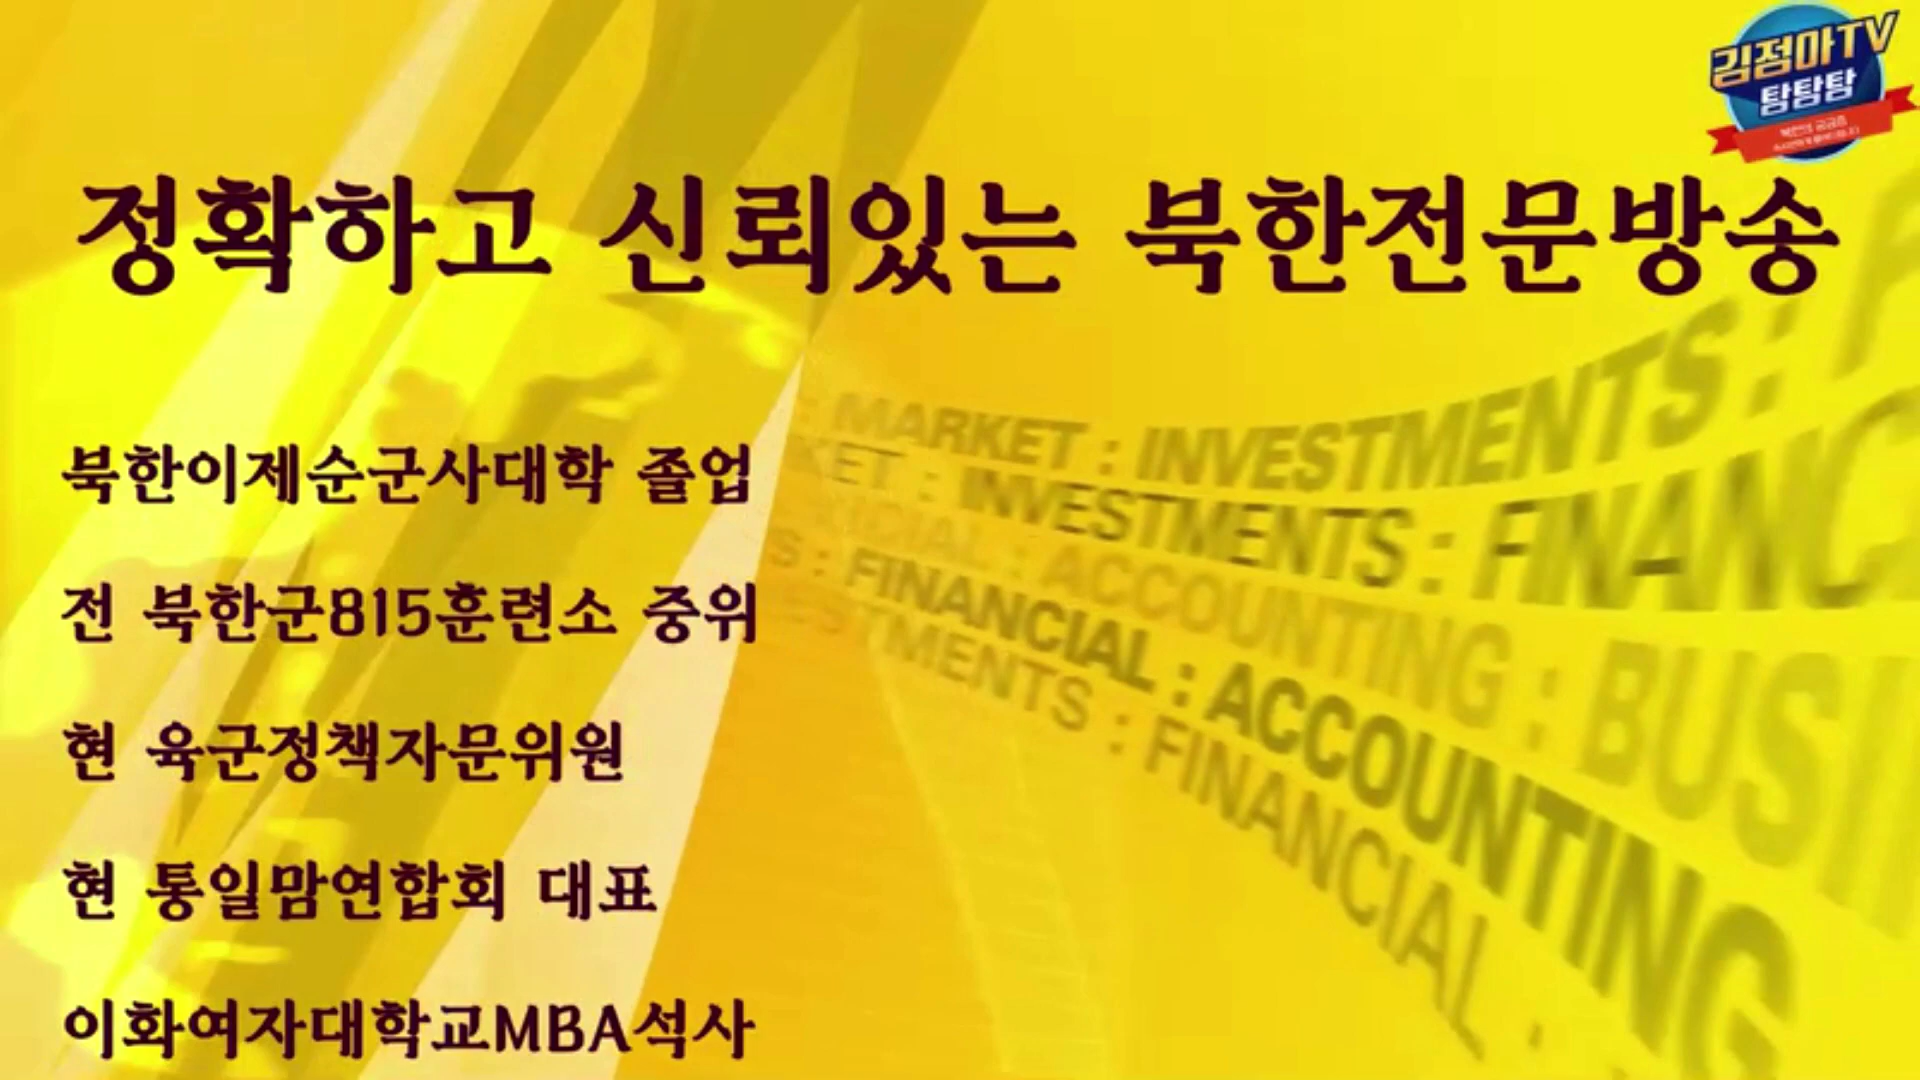 김정아TV
탐탐탐
정확하고 신뢰있는 북한전문방송
북한이제순군사대학 졸업
전 북한군815훈련소 중위
현 육군정책자문위원
현 통일맘연합회 대표
이화여자대학교MBA석사
: MARKET : INVESTMENTS : F
KET : INVESTMENTS : FINANC
CIAL : ACCOUNTING : BUSI
S : FINANCIAL : ACCOUNTING
TMENTS : FINANCIAL :